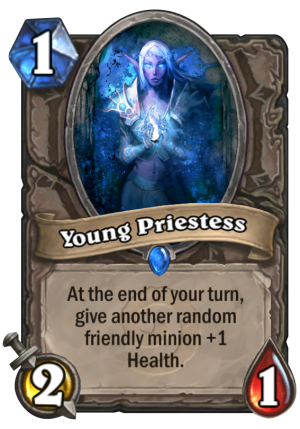 1
Young Priestess
At the end of your turn,
give another random
friendly minion +1
Health.
2
1